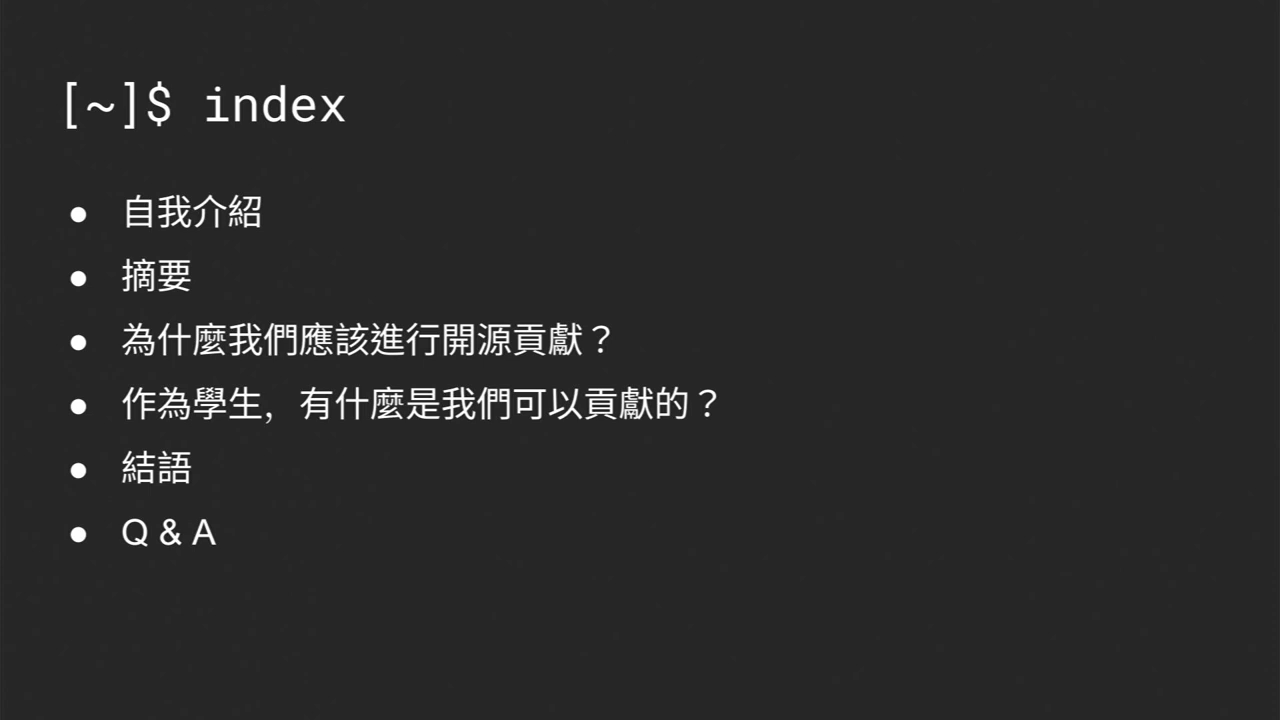 [~]$ index
● 自我介紹
● 摘要
● 為什麼我們應該進行開源貢獻？
● 作為學生，有什麼是我們可以貢獻的？
● 結語
● Q & A